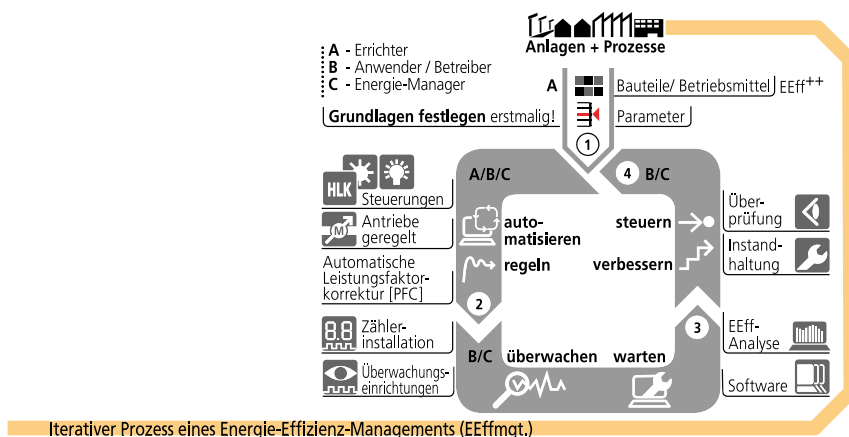 Anlagen + Prozesse
A - Errichter
B - Anwender / Betreiber
C - Energie-Manager
A
Bauteile/ Betriebsmittel
EEff++
Grundlagen festlegen erstmalig!
Parameter
1
A/B/C
4 B/C
HLK
Steuerungen
M
Antriebe
geregelt
Automatische
Leistungsfaktor-
korrektur [PFC]
8.8
Zähler-
installation
Überwachungs-
einrichtungen
auto-
matisieren
regeln
2
B/C
überwachen
warten
steuern
verbessern
3
Über-
prüfung
Instand-
haltung
EEff-
Analyse
Software
Iterativer Prozess eines Energie-Effizienz-Managements (EEffmgt.)